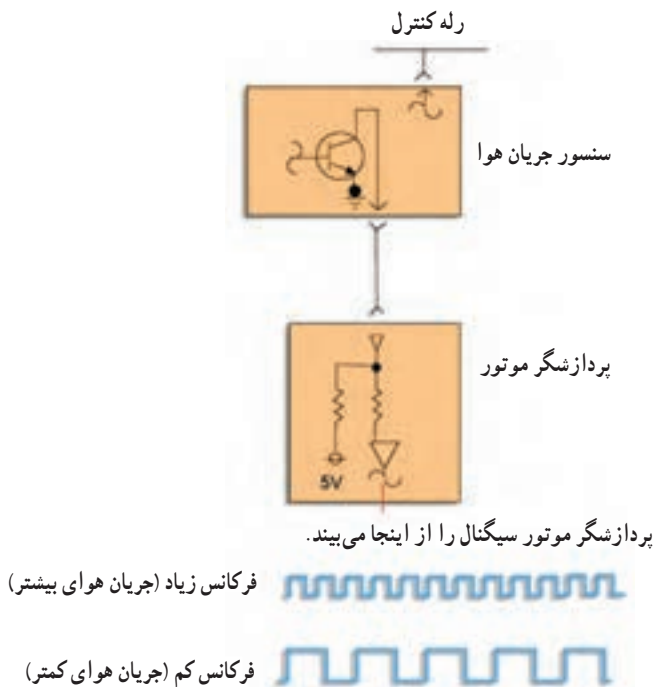 رله کنترل
سنسور جریان هوا
پردازشگر موتور
5V
پردازشگر موتور سیگنال را از اینجا می‌بیند.
فرکانس زیاد (جریان هوای بیشتر)
فرکانس کم (جریان هوای کمتر)